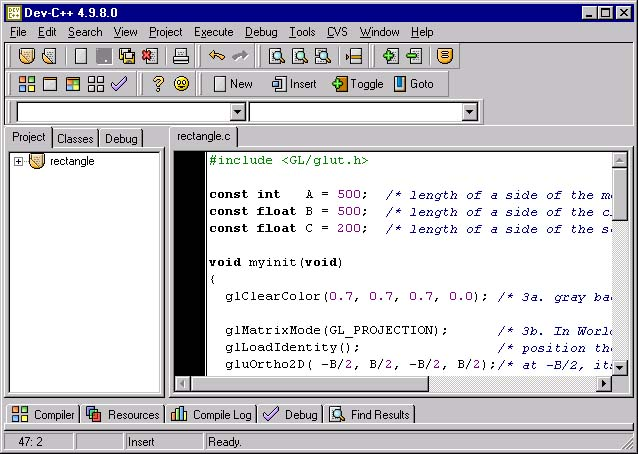 Dev-C++ 4.9.8.0
File Edit Search View Project Execute Debug Tools CVS Window Help
New Insert Toggle Goto
Project Classes Debug
rectangle
rectangle.c
#include <GL/glut.h>
const int A = 500; /* length of a side of the
const float B = 500; /* length of a side of the
const float C = 200; /* length of a side of the
void myinit(void)
{
glClearColor(0.7, 0.7, 0.7, 0.0); /* 3a. gray
glMatrixMode(GL_PROJECTION); /* 3b. In
glLoadIdentity(); /* position
gluOrtho2D( -B/2, B/2, -B/2, B/2);/* at -B/2,
Compiler Resources Compile Log Debug Find Results
47: 2 Insert Ready.